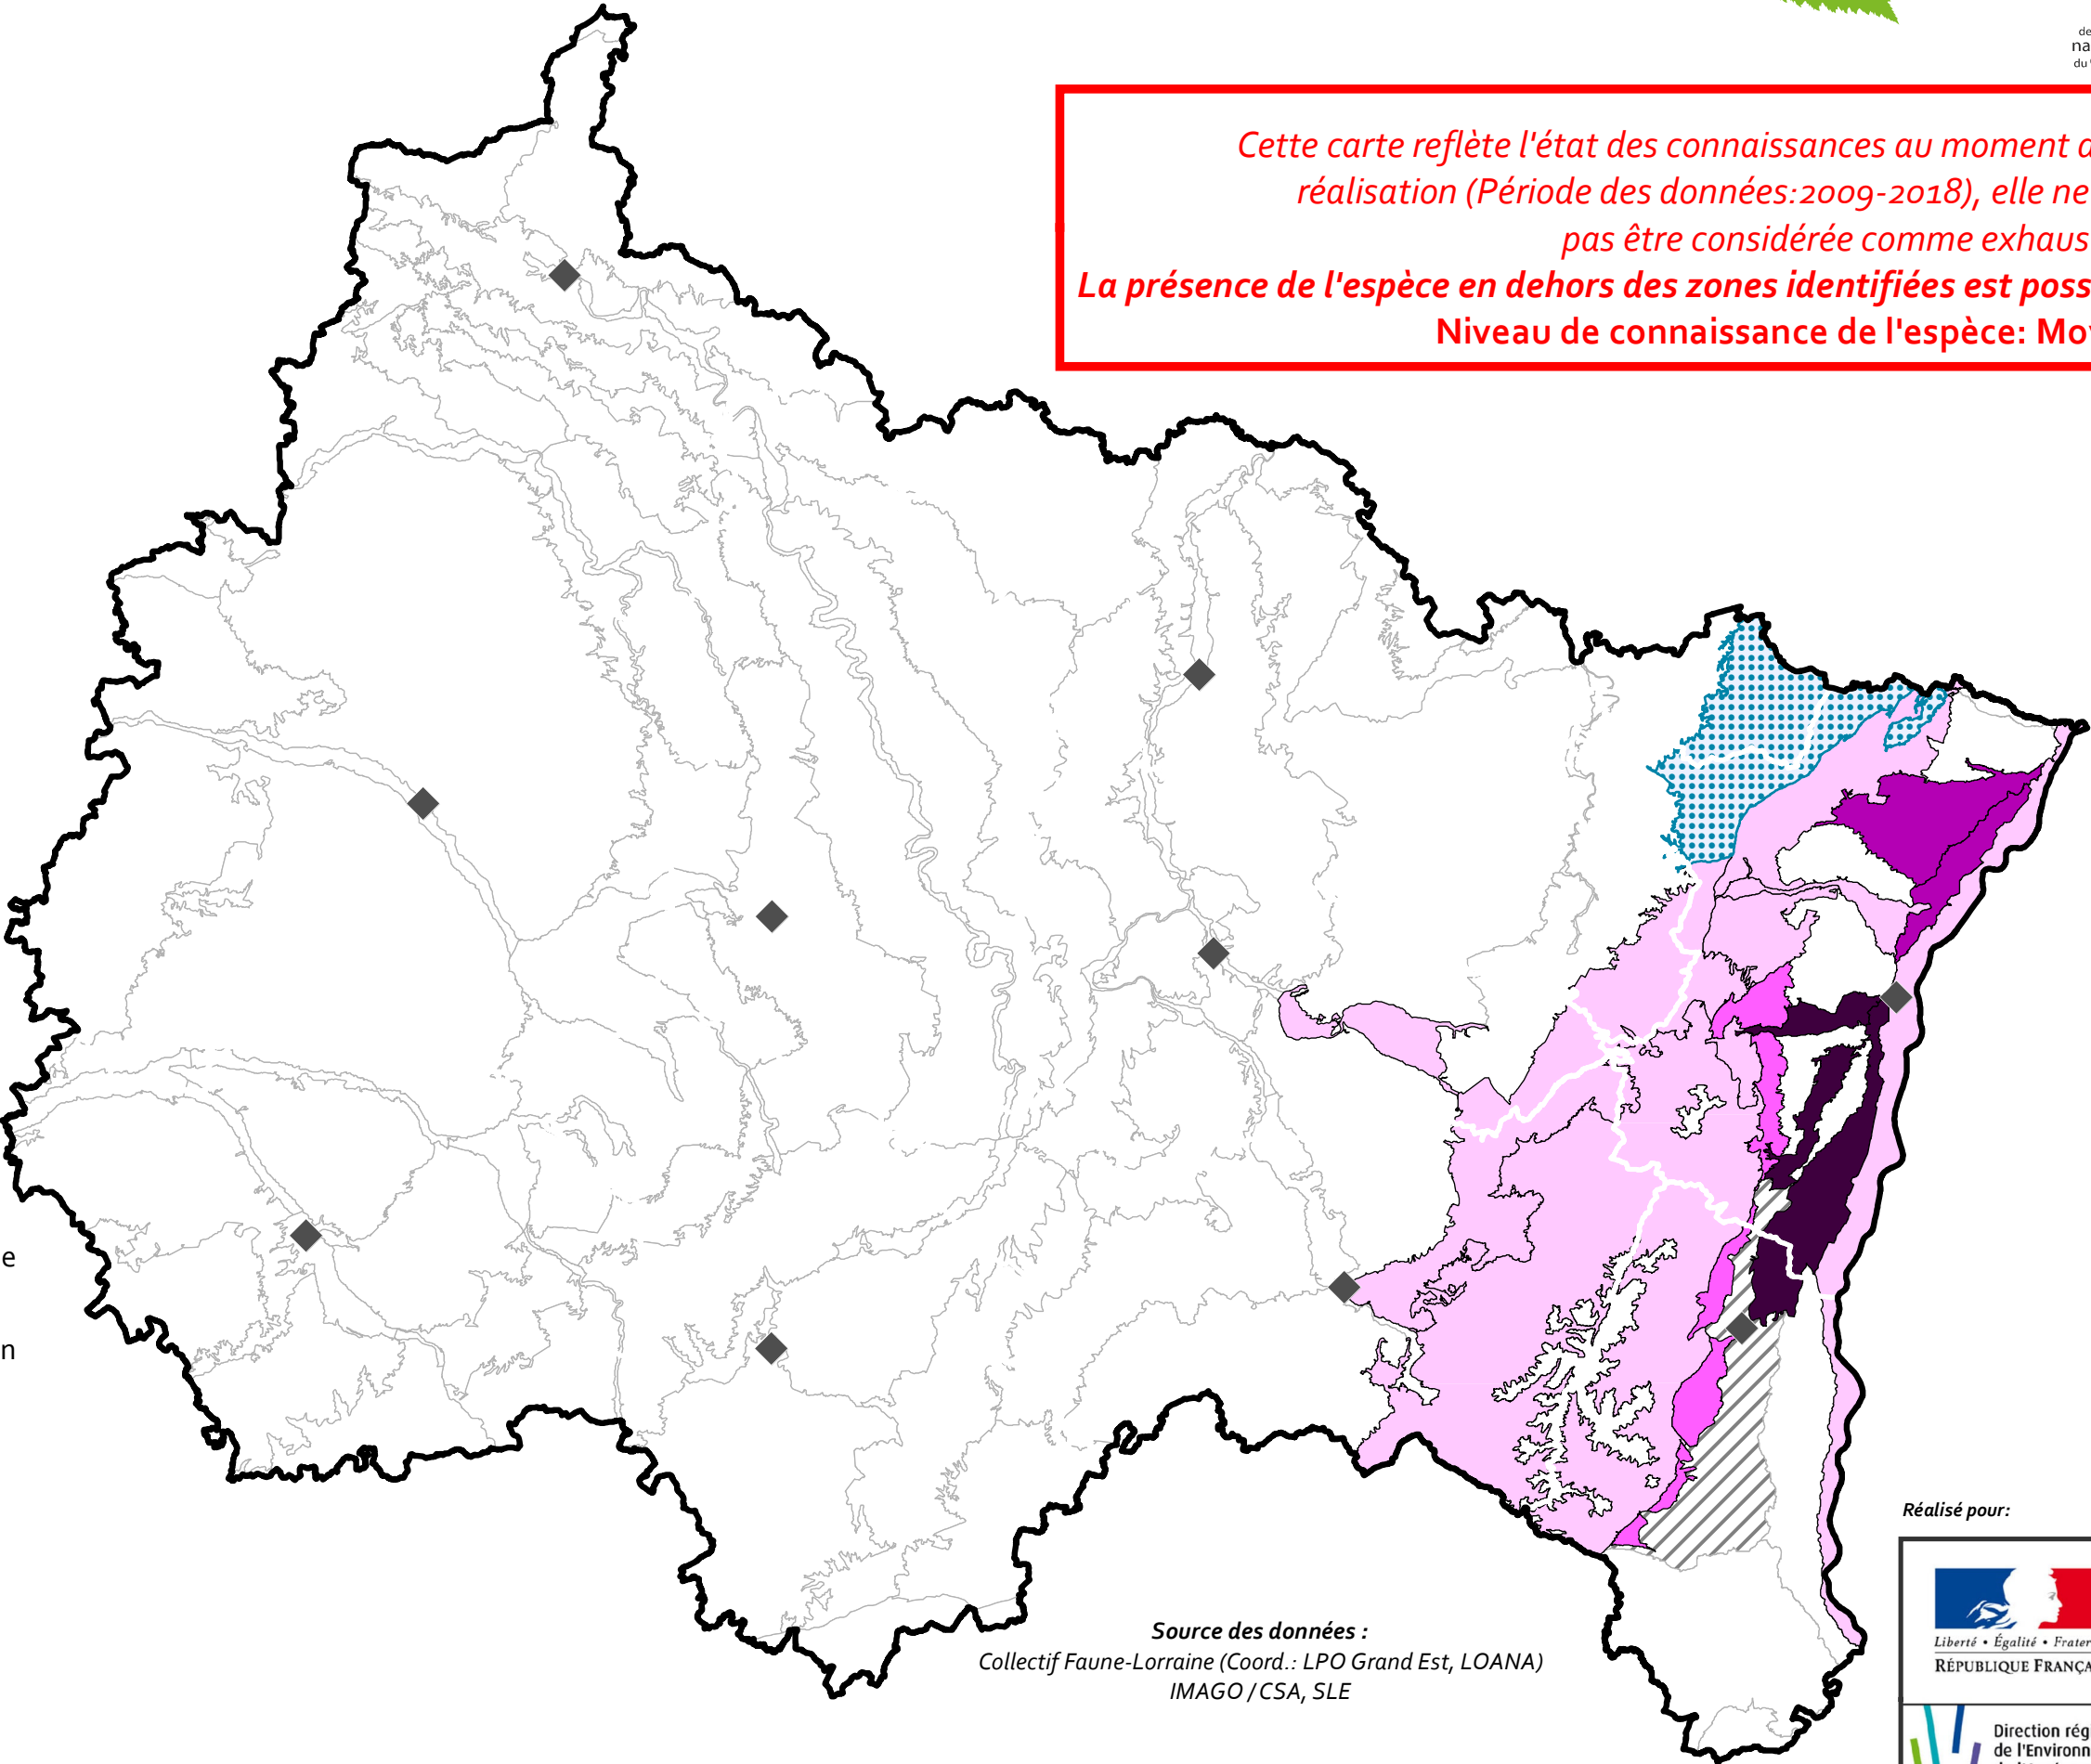 de
na
du
Cette carte reflète l'état des connaissances au moment d
réalisation (Période des données:2009-2018), elle ne
pas être considérée comme exhaus
La présence de l'espèce en dehors des zones identifiées est poss
Niveau de connaissance de l'espèce: Mo
e
n
Réalisé pour:
Liberté • Égalité • Frater
RÉPUBLIQUE FRANÇA
Source des données :
Collectif Faune-Lorraine (Coord.: LPO Grand Est, LOANA)
IMAGO / CSA, SLE
Direction rég
de l'Environn